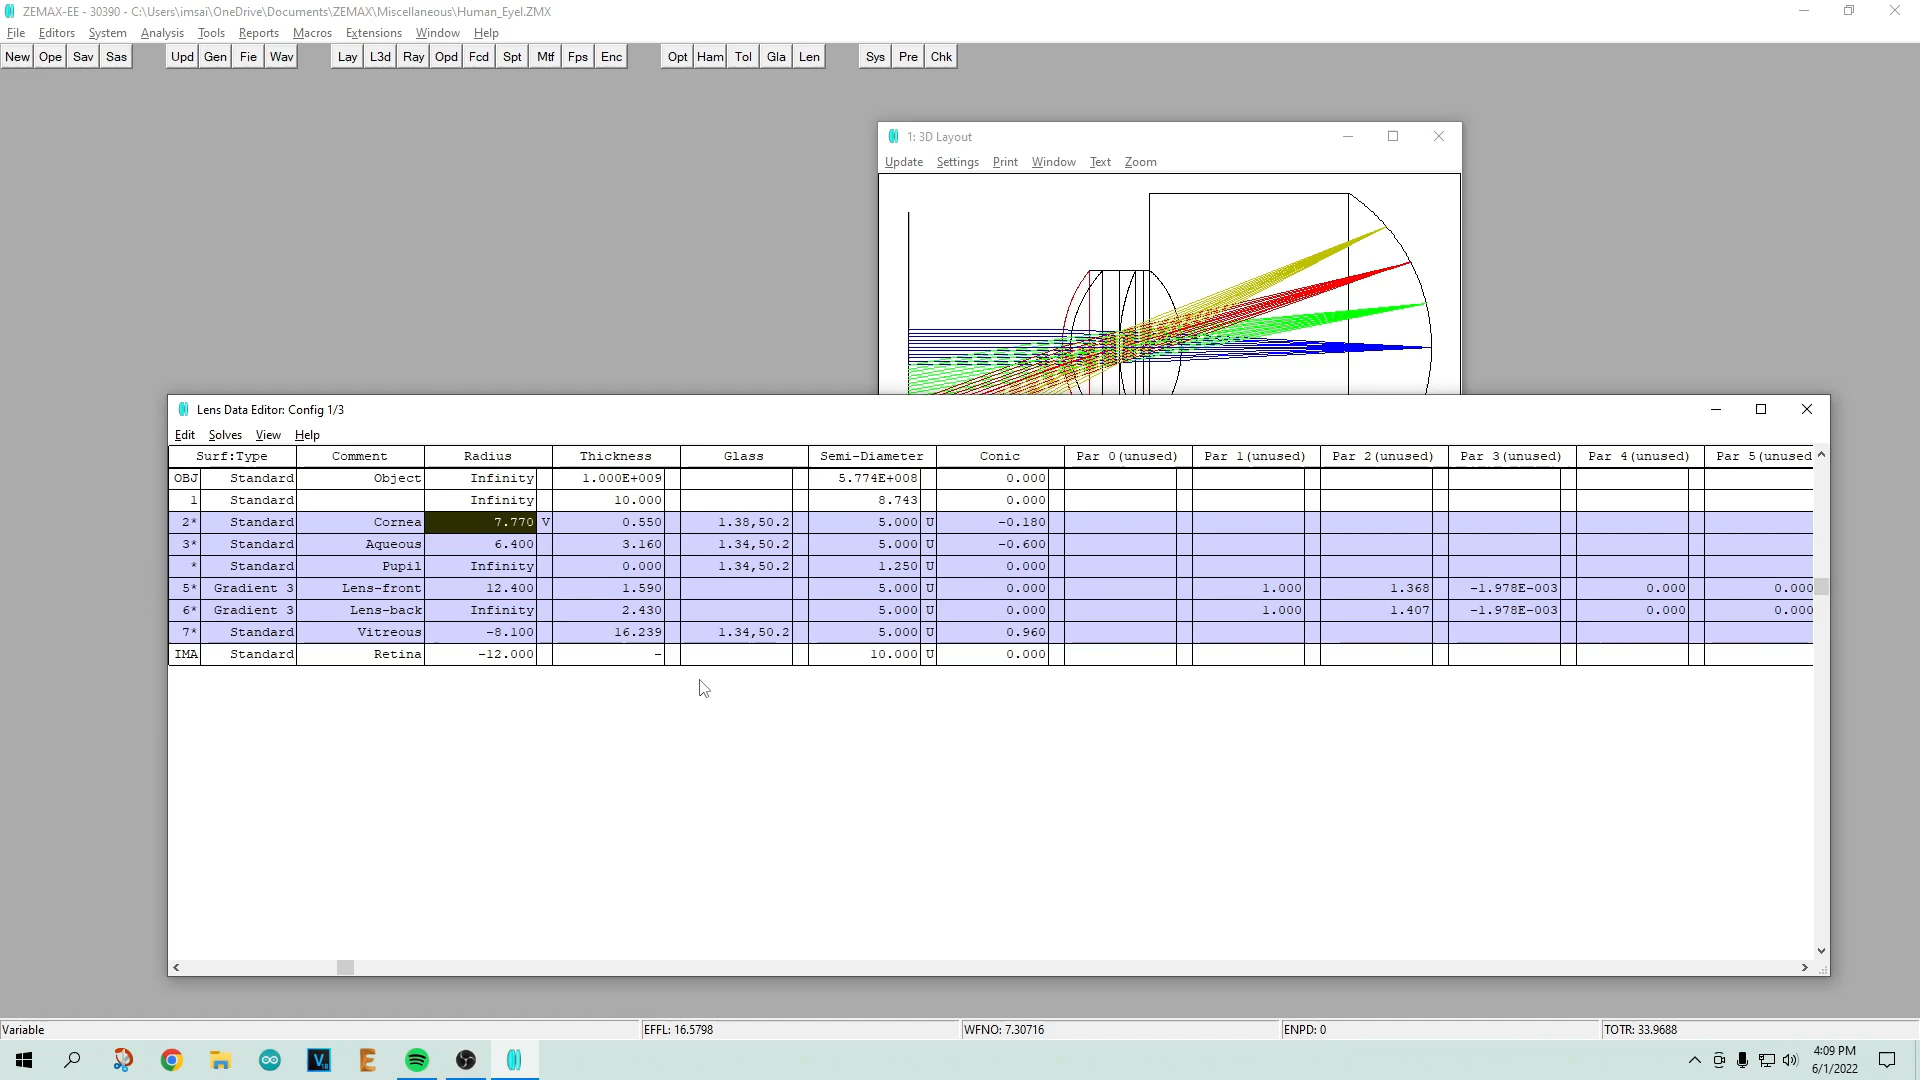 ZEMAX-EE - 30390 - C:\Users\imsai\OneDrive\Documents\ZEMAX\Miscellaneous\Human_Eyel.ZMX
File Editors System Analysis Tools Reports Macros Extensions Window Help
New Ope Sav Sas Upd Gen Fie Wav Lay L3d Ray Opd Fcd Spt Mtf Fps Enc Opt Ham Tol Gla Len Sys Pre Chk
1: 3D Layout
Update Settings Print Window Text Zoom
Lens Data Editor: Config 1/3
Edit Solves View Help
Surf:Type Comment Radius Thickness Glass Semi-Diameter Conic Par 0(unused) Par 1(unused) Par 2(unused) Par 3(unused) Par 4(unused) Par 5(unused
OBJ Standard Object Infinity 1.000E+009 5.774E+008 0.000
1 Standard Infinity 10.000 8.743 0.000
2* Standard Cornea 7.770 V 0.550 1.38,50.2 5.000 U -0.180
3* Standard Aqueous 6.400 3.160 1.34,50.2 5.000 U -0.600
* Standard Pupil Infinity 0.000 1.34,50.2 1.250 U 0.000
5* Gradient 3 Lens-front 12.400 1.590 5.000 U 0.000 1.000 1.368 -1.978E-003 0.000 0.000
6* Gradient 3 Lens-back Infinity 2.430 5.000 U 0.000 1.000 1.407 -1.978E-003 0.000 0.000
7* Standard Vitreous -8.100 16.239 1.34,50.2 5.000 U 0.960
IMA Standard Retina -12.000 - 10.000 U 0.000
Variable EFFL: 16.5798 WFNO: 7.30716 ENPD: 0 TOTR: 33.9688
4:09 PM
6/1/2022